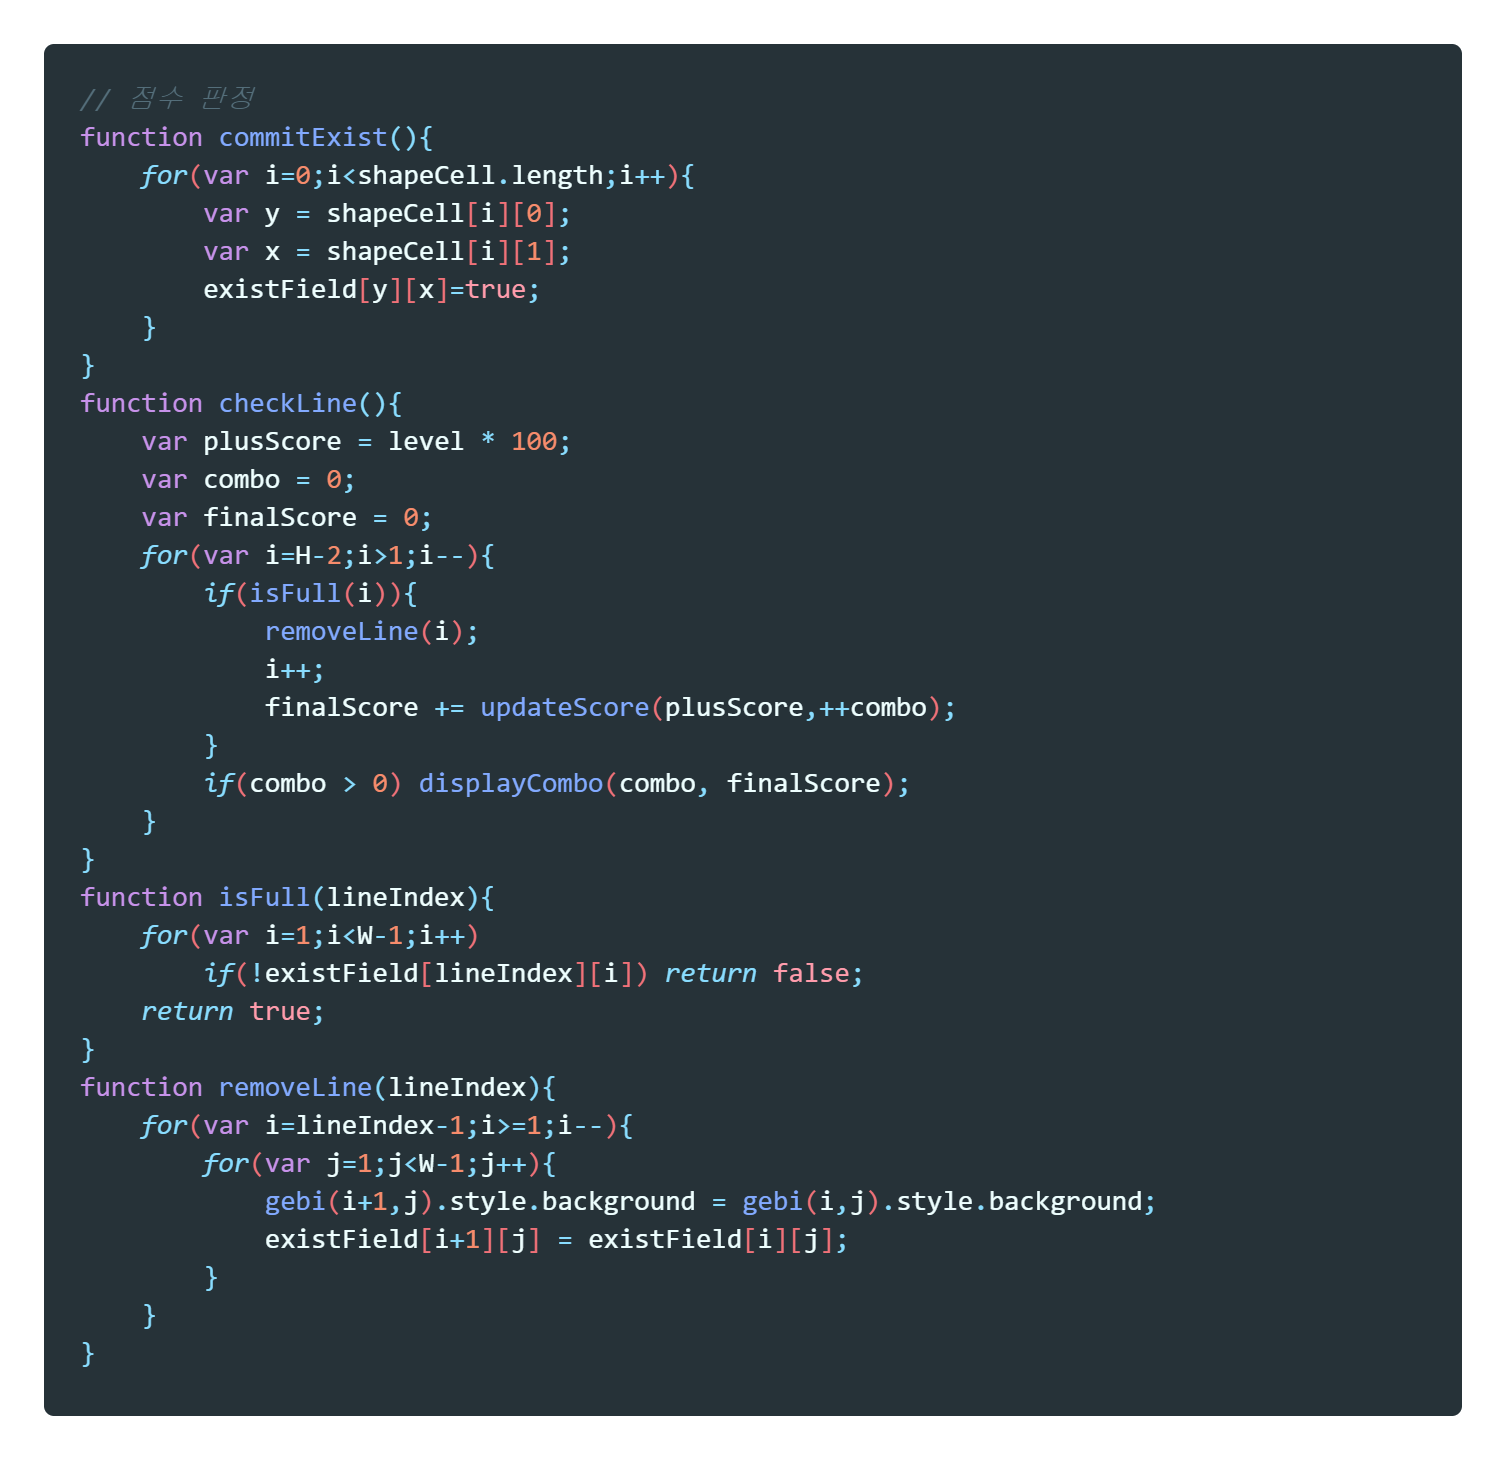 // 점수 판정
function commitExist(){
    for(var i=0;i<shapeCell.length;i++){
        var y = shapeCell[i][0];
        var x = shapeCell[i][1];
        existField[y][x]=true;
    }
}
function checkLine(){
    var plusScore = level * 100;
    var combo = 0;
    var finalScore = 0;
    for(var i=H-2;i>1;i--){
        if(isFull(i)){
            removeLine(i);
            i++;
            finalScore += updateScore(plusScore,++combo);
        }
        if(combo > 0) displayCombo(combo, finalScore);
    }
}
function isFull(lineIndex){
    for(var i=1;i<W-1;i++)
        if(!existField[lineIndex][i]) return false;
    return true;
}
function removeLine(lineIndex){
    for(var i=lineIndex-1;i>=1;i--){
        for(var j=1;j<W-1;j++){
            gebi(i+1,j).style.background = gebi(i,j).style.background;
            existField[i+1][j] = existField[i][j];
        }
    }
}